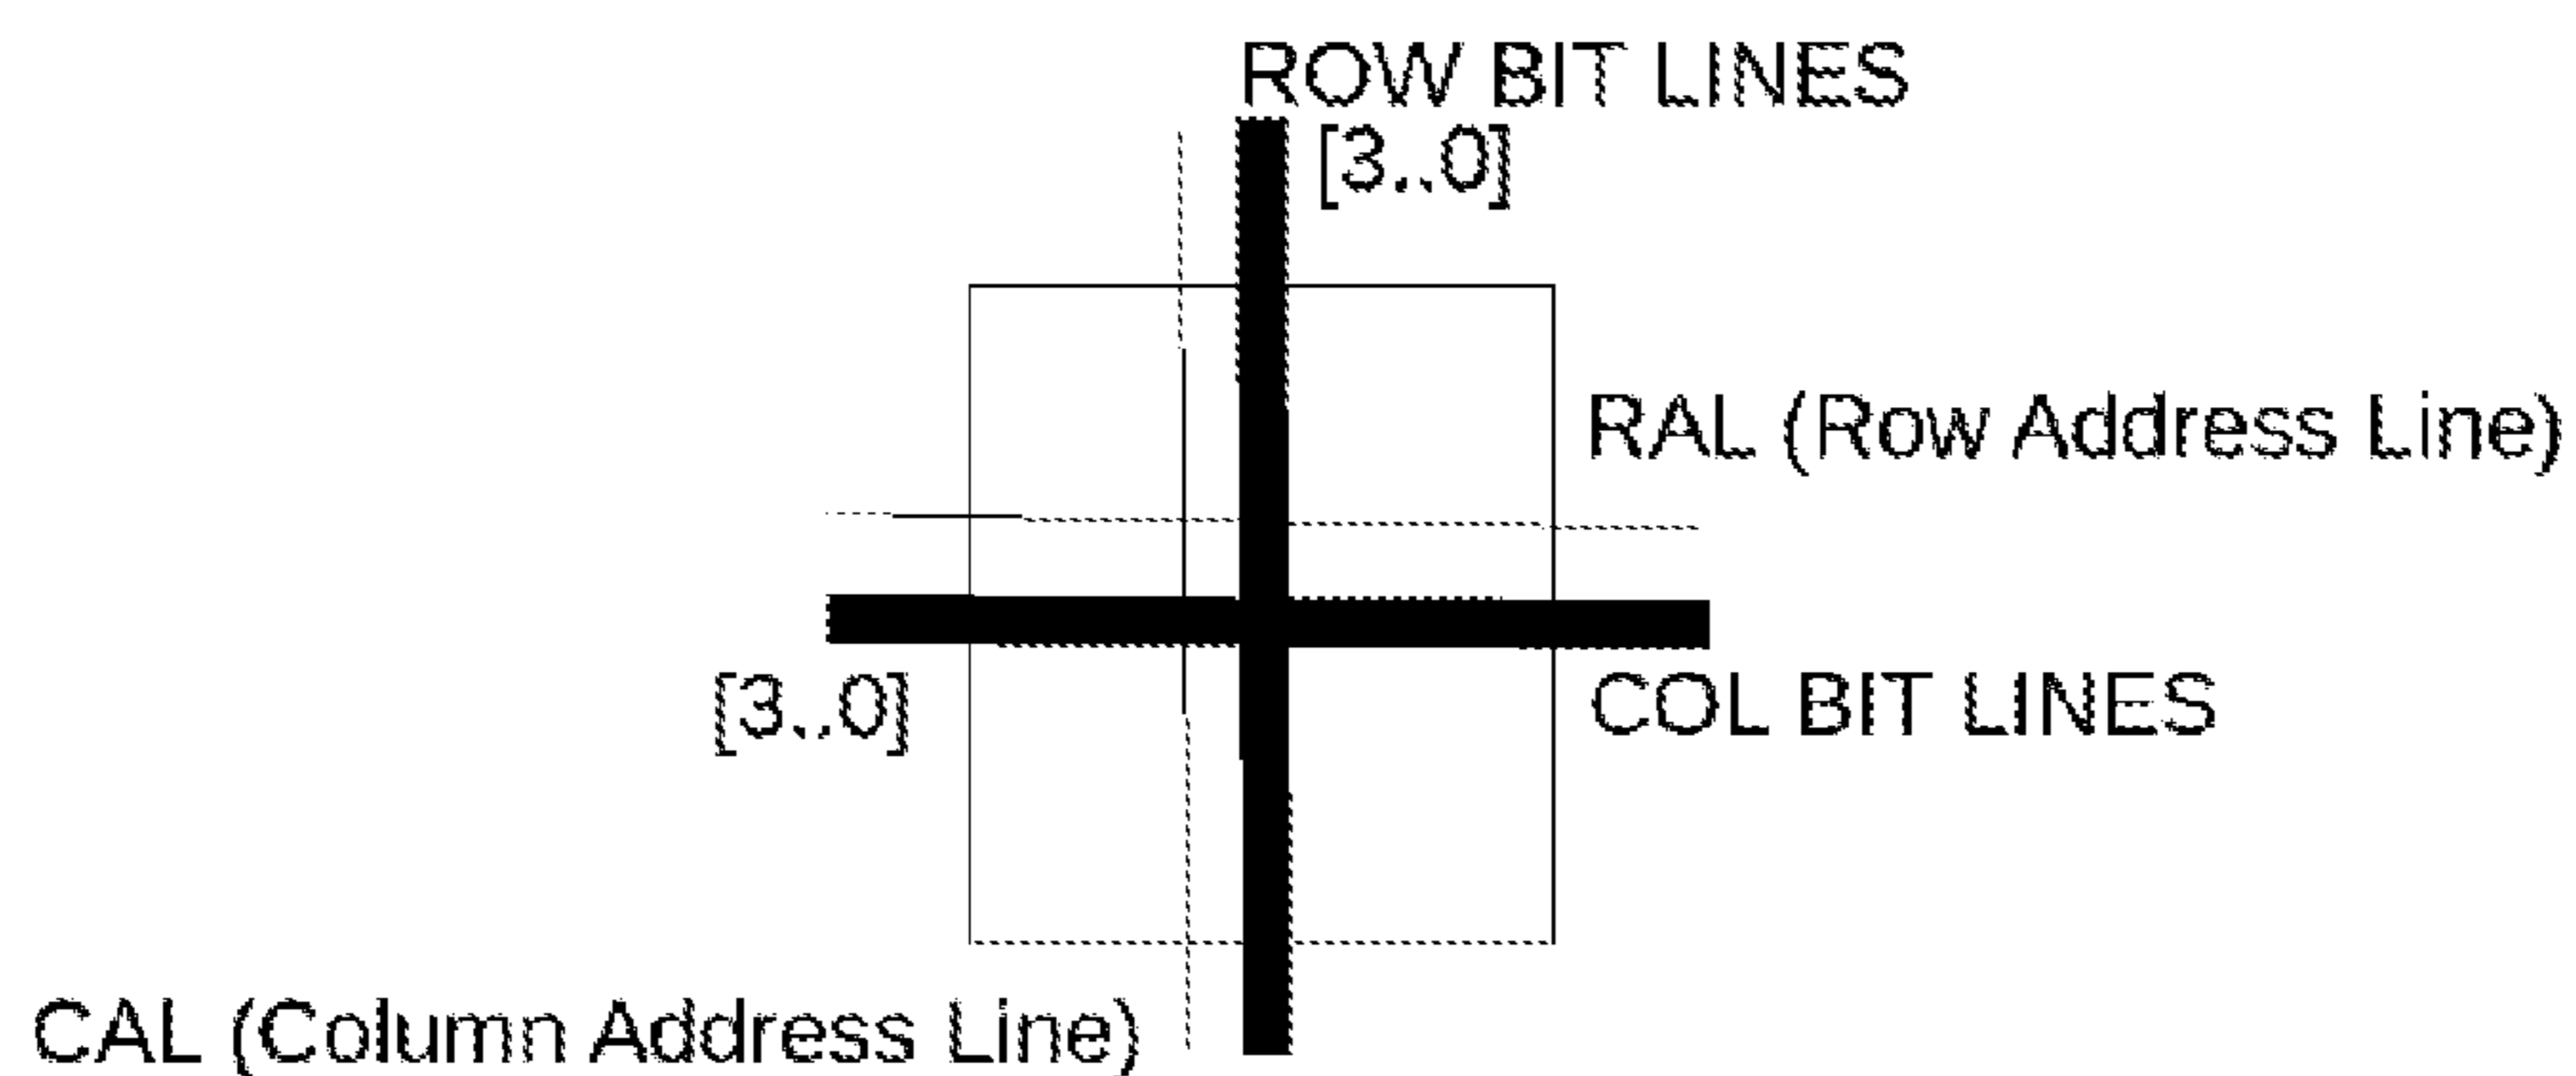 ROW BIT LINES
[3..0]
RAL (Row Address Line)
[3..0]
COL BIT LINES
CAL (Column Address Line)